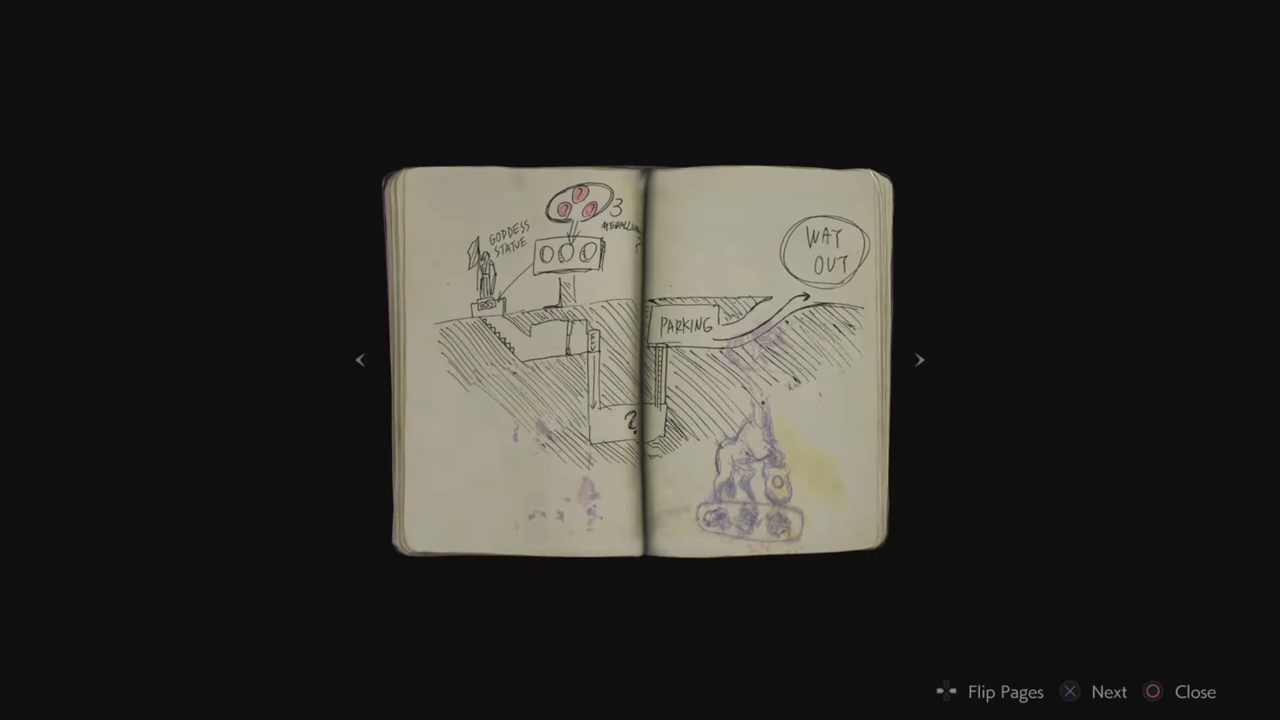 3
GODDESS
STATUE
WAY
OUT
PARKING
?
Flip Pages
Next
Close